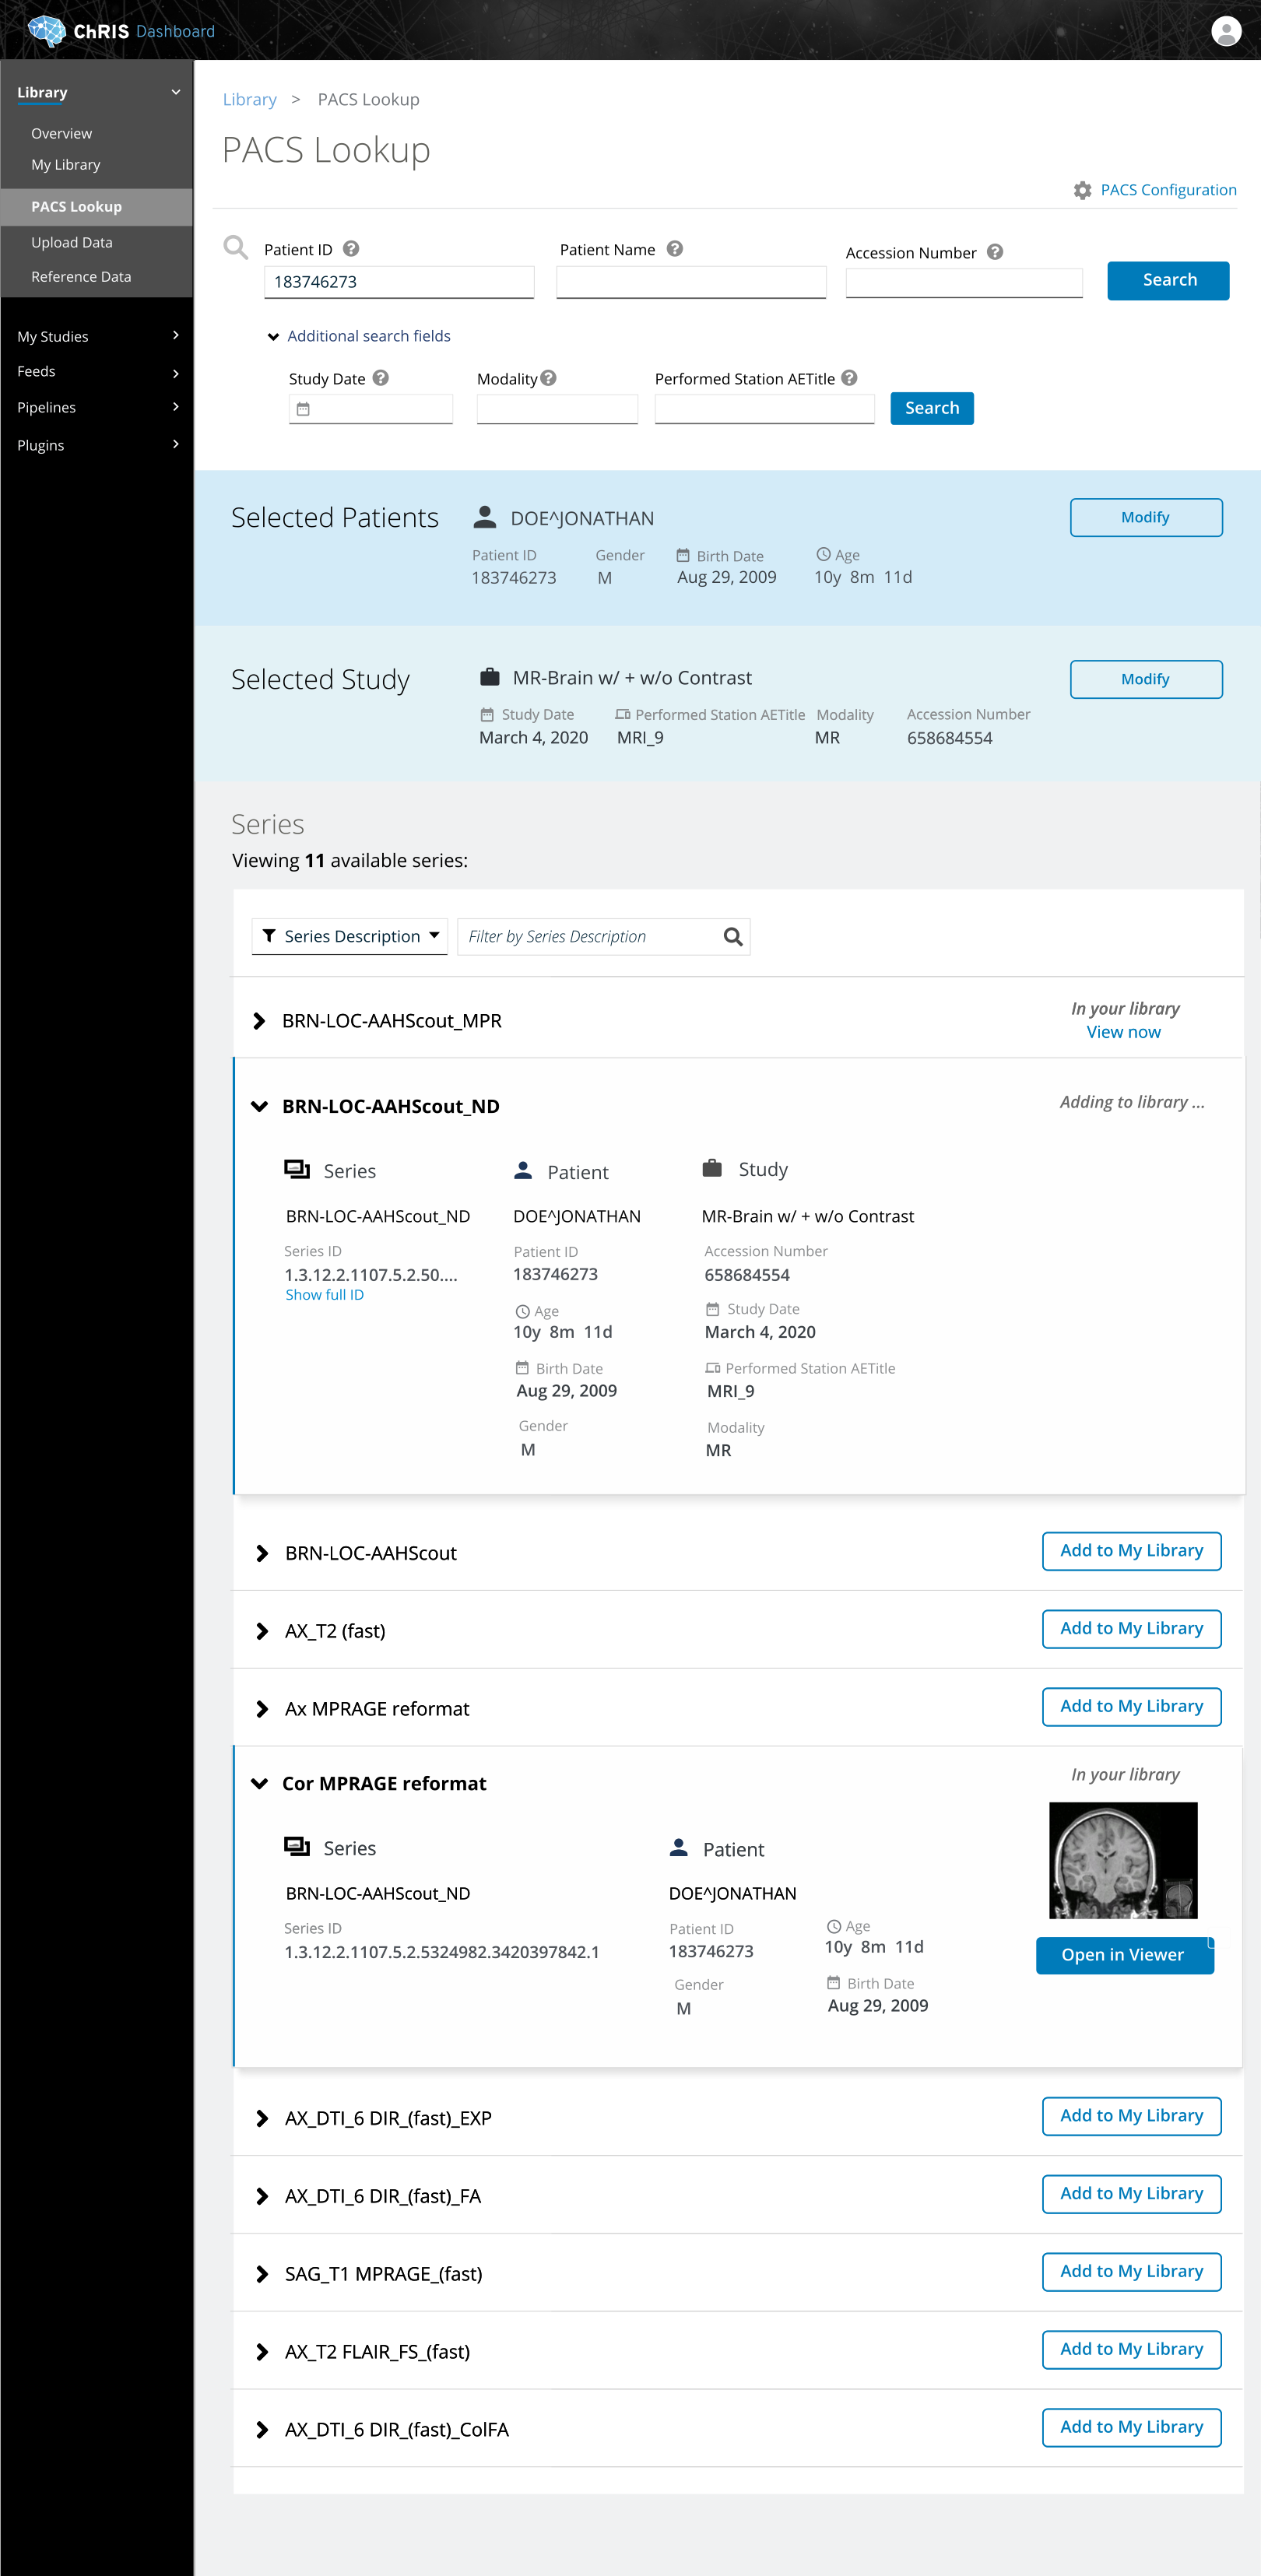 ChRIS Dashboard
Library
Overview
My Library
PACS Lookup
Upload Data
Reference Data
My Studies
Feeds
Pipelines
Plugins
Library > PACS Lookup
PACS Lookup
PACS Configuration
Patient ID
Patient Name
Accession Number
183746273
Search
Additional search fields
Study Date
Modality
Performed Station AETitle
Search
Selected Patients
DOE^JONATHAN
Modify
Patient ID Gender Birth Date Age
183746273 M Aug 29, 2009 10y 8m 11d
Selected Study
MR-Brain w/ + w/o Contrast
Modify
Study Date Performed Station AETitle Modality Accession Number
March 4, 2020 MRI_9 MR 658684554
Series
Viewing 11 available series:
Series Description
Filter by Series Description
BRN-LOC-AAHScout_MPR
In your library
View now
BRN-LOC-AAHScout_ND
Adding to library ...
Series Patient Study
BRN-LOC-AAHScout_ND DOE^JONATHAN MR-Brain w/ + w/o Contrast
Series ID Patient ID Accession Number
1.3.12.2.1107.5.2.50.... 183746273 658684554
Show full ID
Age Study Date
10y 8m 11d March 4, 2020
Birth Date Performed Station AETitle
Aug 29, 2009 MRI_9
Gender Modality
M MR
BRN-LOC-AAHScout Add to My Library
AX_T2 (fast) Add to My Library
Ax MPRAGE reformat Add to My Library
Cor MPRAGE reformat In your library
Series Patient
BRN-LOC-AAHScout_ND DOE^JONATHAN
Series ID Patient ID Age
1.3.12.2.1107.5.2.5324982.3420397842.1 183746273 10y 8m 11d
Open in Viewer
Gender Birth Date
M Aug 29, 2009
AX_DTI_6 DIR_(fast)_EXP Add to My Library
AX_DTI_6 DIR_(fast)_FA Add to My Library
SAG_T1 MPRAGE_(fast) Add to My Library
AX_T2 FLAIR_FS_(fast) Add to My Library
AX_DTI_6 DIR_(fast)_ColFA Add to My Library